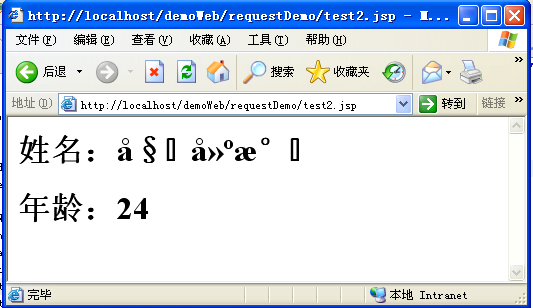 http://localhost/demoWeb/requestDemo/test2.jsp - M...
文件(F) 编辑(E) 查看(V) 收藏(A) 工具(T) 帮助(H)
后退 搜索 收藏夹
地址(D) http://localhost/demoWeb/requestDemo/test2.jsp 转到 链接
姓名：å§ å»ºæ°
年龄：24
完毕 本地 Intranet